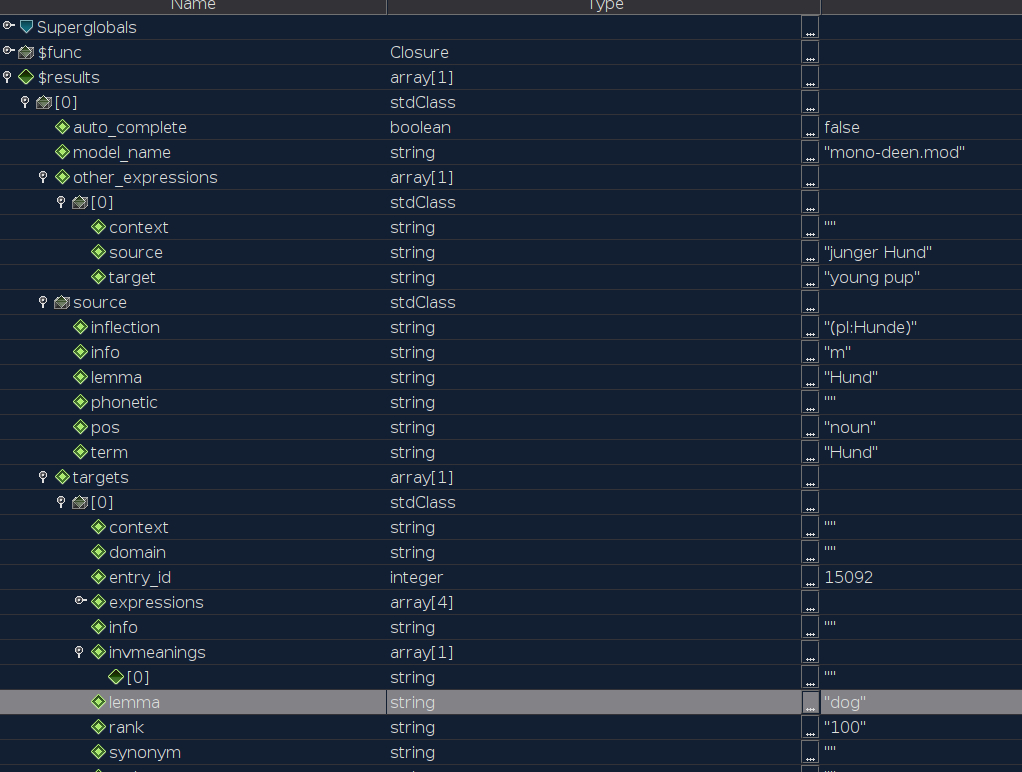 Name Type
Superglobals ...
$func Closure ...
$results array[1] ...
[0] stdClass ...
auto_complete boolean ... false
model_name string ... "mono-deen.mod"
other_expressions array[1] ...
[0] stdClass ...
context string ... ""
source string ... "junger Hund"
target string ... "young pup"
source stdClass ...
inflection string ... "(pl:Hunde)"
info string ... "m"
lemma string ... "Hund"
phonetic string ... ""
pos string ... "noun"
term string ... "Hund"
targets array[1] ...
[0] stdClass ...
context string ... ""
domain string ... ""
entry_id integer ... 15092
expressions array[4] ...
info string ... ""
invmeanings array[1] ...
[0] string ... ""
lemma string ... "dog"
rank string ... "100"
synonym string ... ""